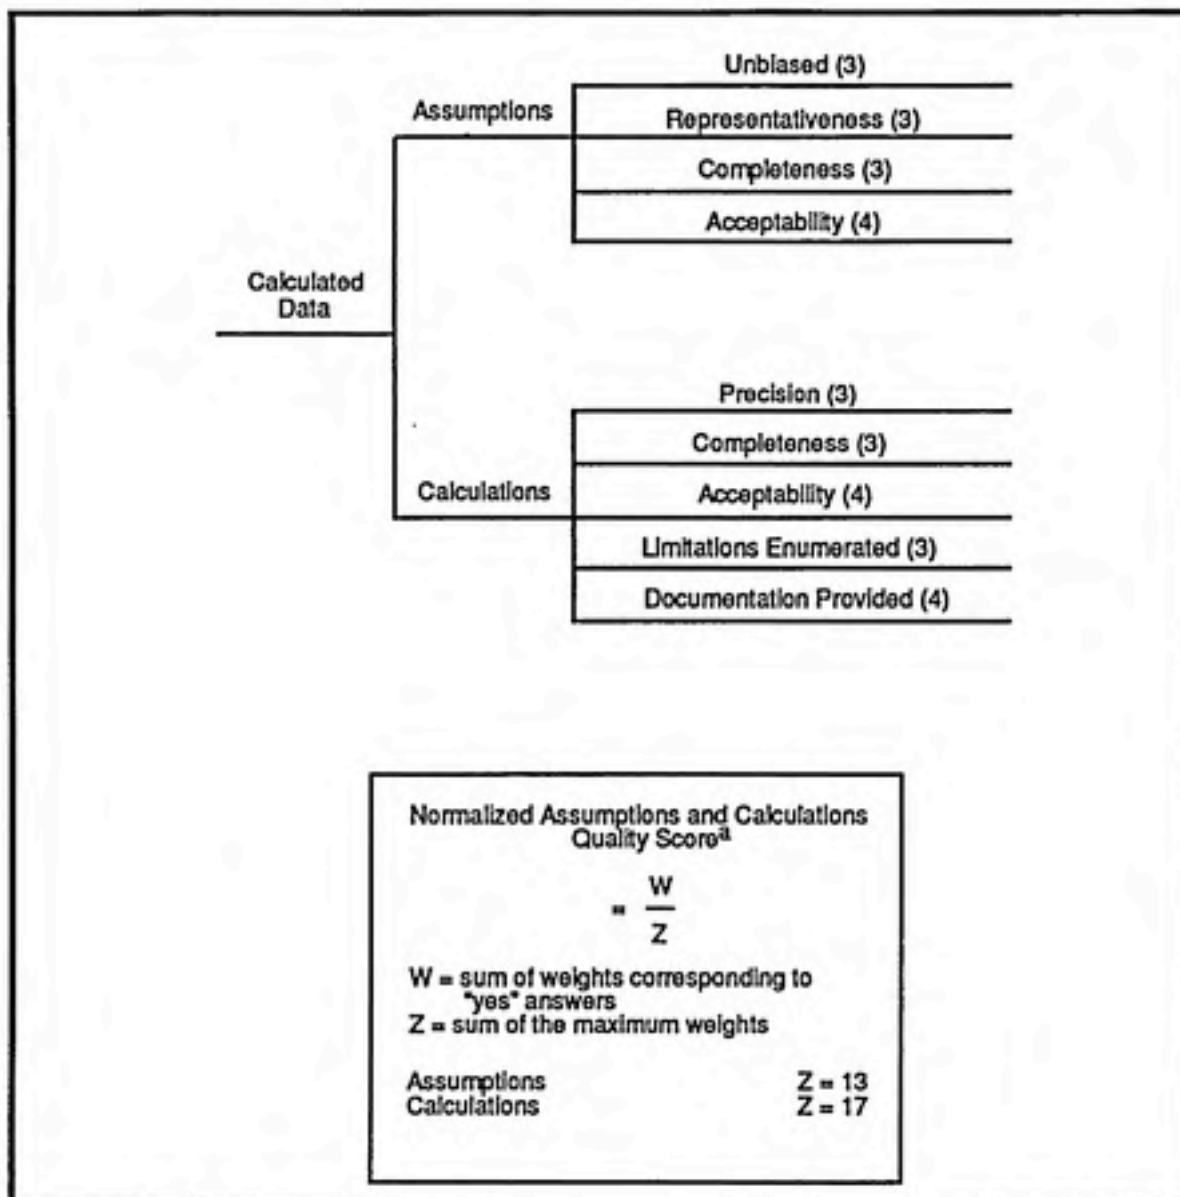 Unbiased (3)
Assumptions
Representativeness (3)
Completeness (3)
Acceptability (4)
Calculated
Data
Precision (3)
Completeness (3)
Calculations
Acceptability (4)
Limitations Enumerated (3)
Documentation Provided (4)
Normalized Assumptions and Calculations
Quality Scoreª
= W
Z
W = sum of weights corresponding to
"yes" answers
Z = sum of the maximum weights
Assumptions Z = 13
Calculations Z = 17